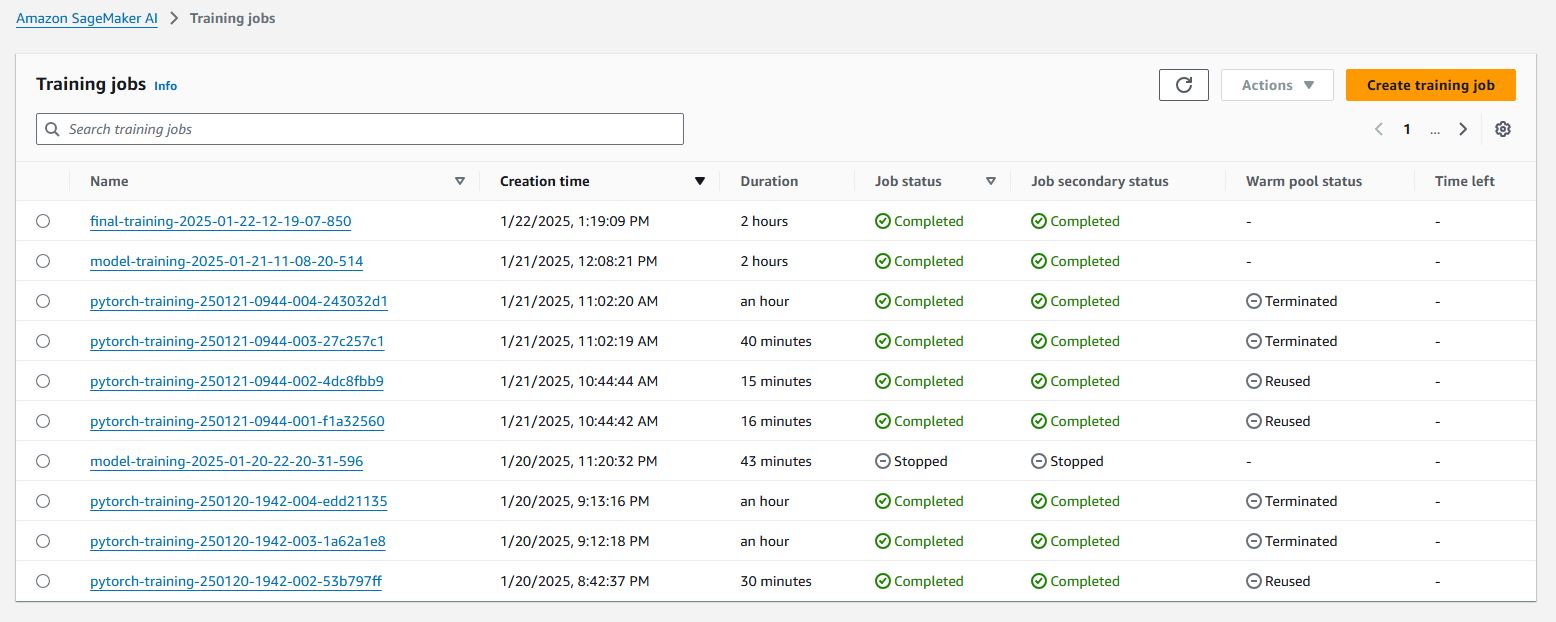 Amazon SageMaker AI > Training jobs
Training jobs Info
Actions Create training job
Search training jobs
1 ...
Name Creation time Duration Job status Job secondary status Warm pool status Time left
final-training-2025-01-22-12-19-07-850 1/22/2025, 1:19:09 PM 2 hours Completed Completed - -
model-training-2025-01-21-11-08-20-514 1/21/2025, 12:08:21 PM 2 hours Completed Completed - -
pytorch-training-250121-0944-004-243032d1 1/21/2025, 11:02:20 AM an hour Completed Completed Terminated -
pytorch-training-250121-0944-003-27c257c1 1/21/2025, 11:02:19 AM 40 minutes Completed Completed Terminated -
pytorch-training-250121-0944-002-4dc8fbb9 1/21/2025, 10:44:44 AM 15 minutes Completed Completed Reused -
pytorch-training-250121-0944-001-f1a32560 1/21/2025, 10:44:42 AM 16 minutes Completed Completed Reused -
model-training-2025-01-20-22-20-31-596 1/20/2025, 11:20:32 PM 43 minutes Stopped Stopped - -
pytorch-training-250120-1942-004-edd21135 1/20/2025, 9:13:16 PM an hour Completed Completed Terminated -
pytorch-training-250120-1942-003-1a62a1e8 1/20/2025, 9:12:18 PM an hour Completed Completed Terminated -
pytorch-training-250120-1942-002-53b797ff 1/20/2025, 8:42:37 PM 30 minutes Completed Completed Reused -